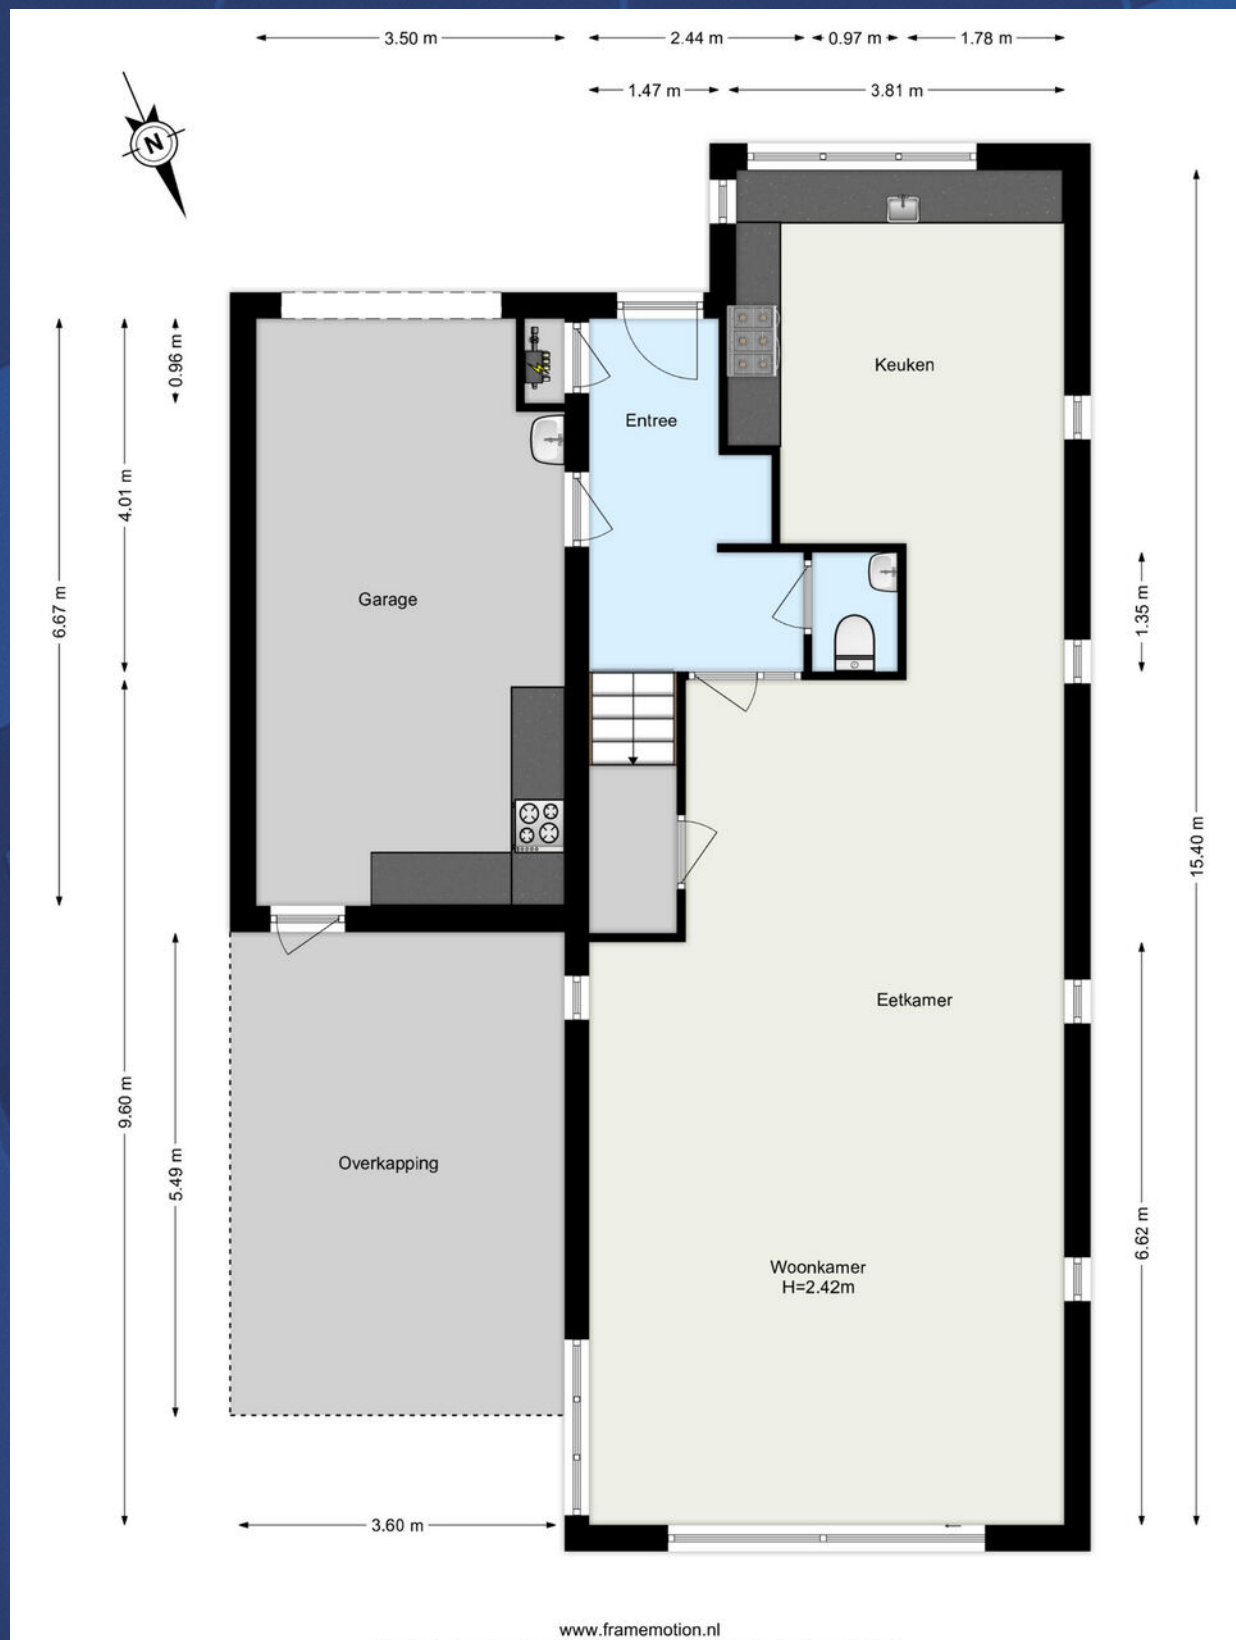 3.50 m
2.44 m
0.97 m
1.78 m
1.47 m
3.81 m
N
0.96 m
4.01 m
6.67 m
Keuken
Entree
Garage
1.35 m
15.40 m
Eetkamer
9.60 m
5.49 m
Overkapping
6.62 m
Woonkamer
H=2.42m
3.60 m
www.framemotion.nl